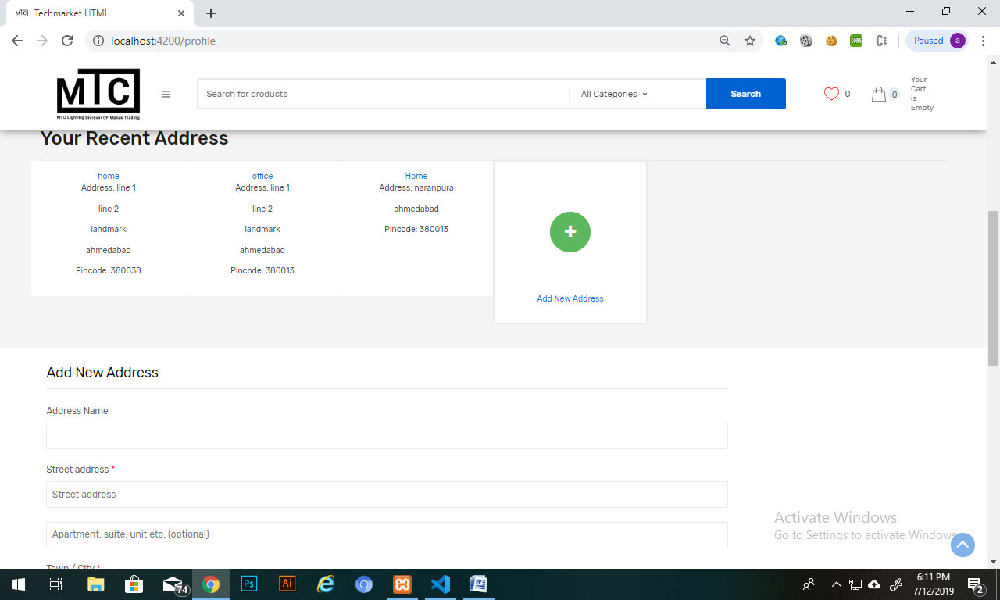 Techmarket HTML
localhost:4200/profile
CORS
Paused
a
MTC
MTC Lighting Division OF Manav Trading
Search for products
All Categories
Search
0
0
Your
Cart
is
Empty
Your Recent Address
home
Address: line 1
line 2
landmark
ahmedabad
Pincode: 380038
office
Address: line 1
line 2
landmark
ahmedabad
Pincode: 380013
Home
Address: naranpura
ahmedabad
Pincode: 380013
Add New Address
Add New Address
Address Name
Street address *
Street address
Apartment, suite, unit etc. (optional)
Town / City *
Activate Windows
Go to Settings to activate Windows.
74
Ps
Ai
6:11 PM
7/12/2019
2